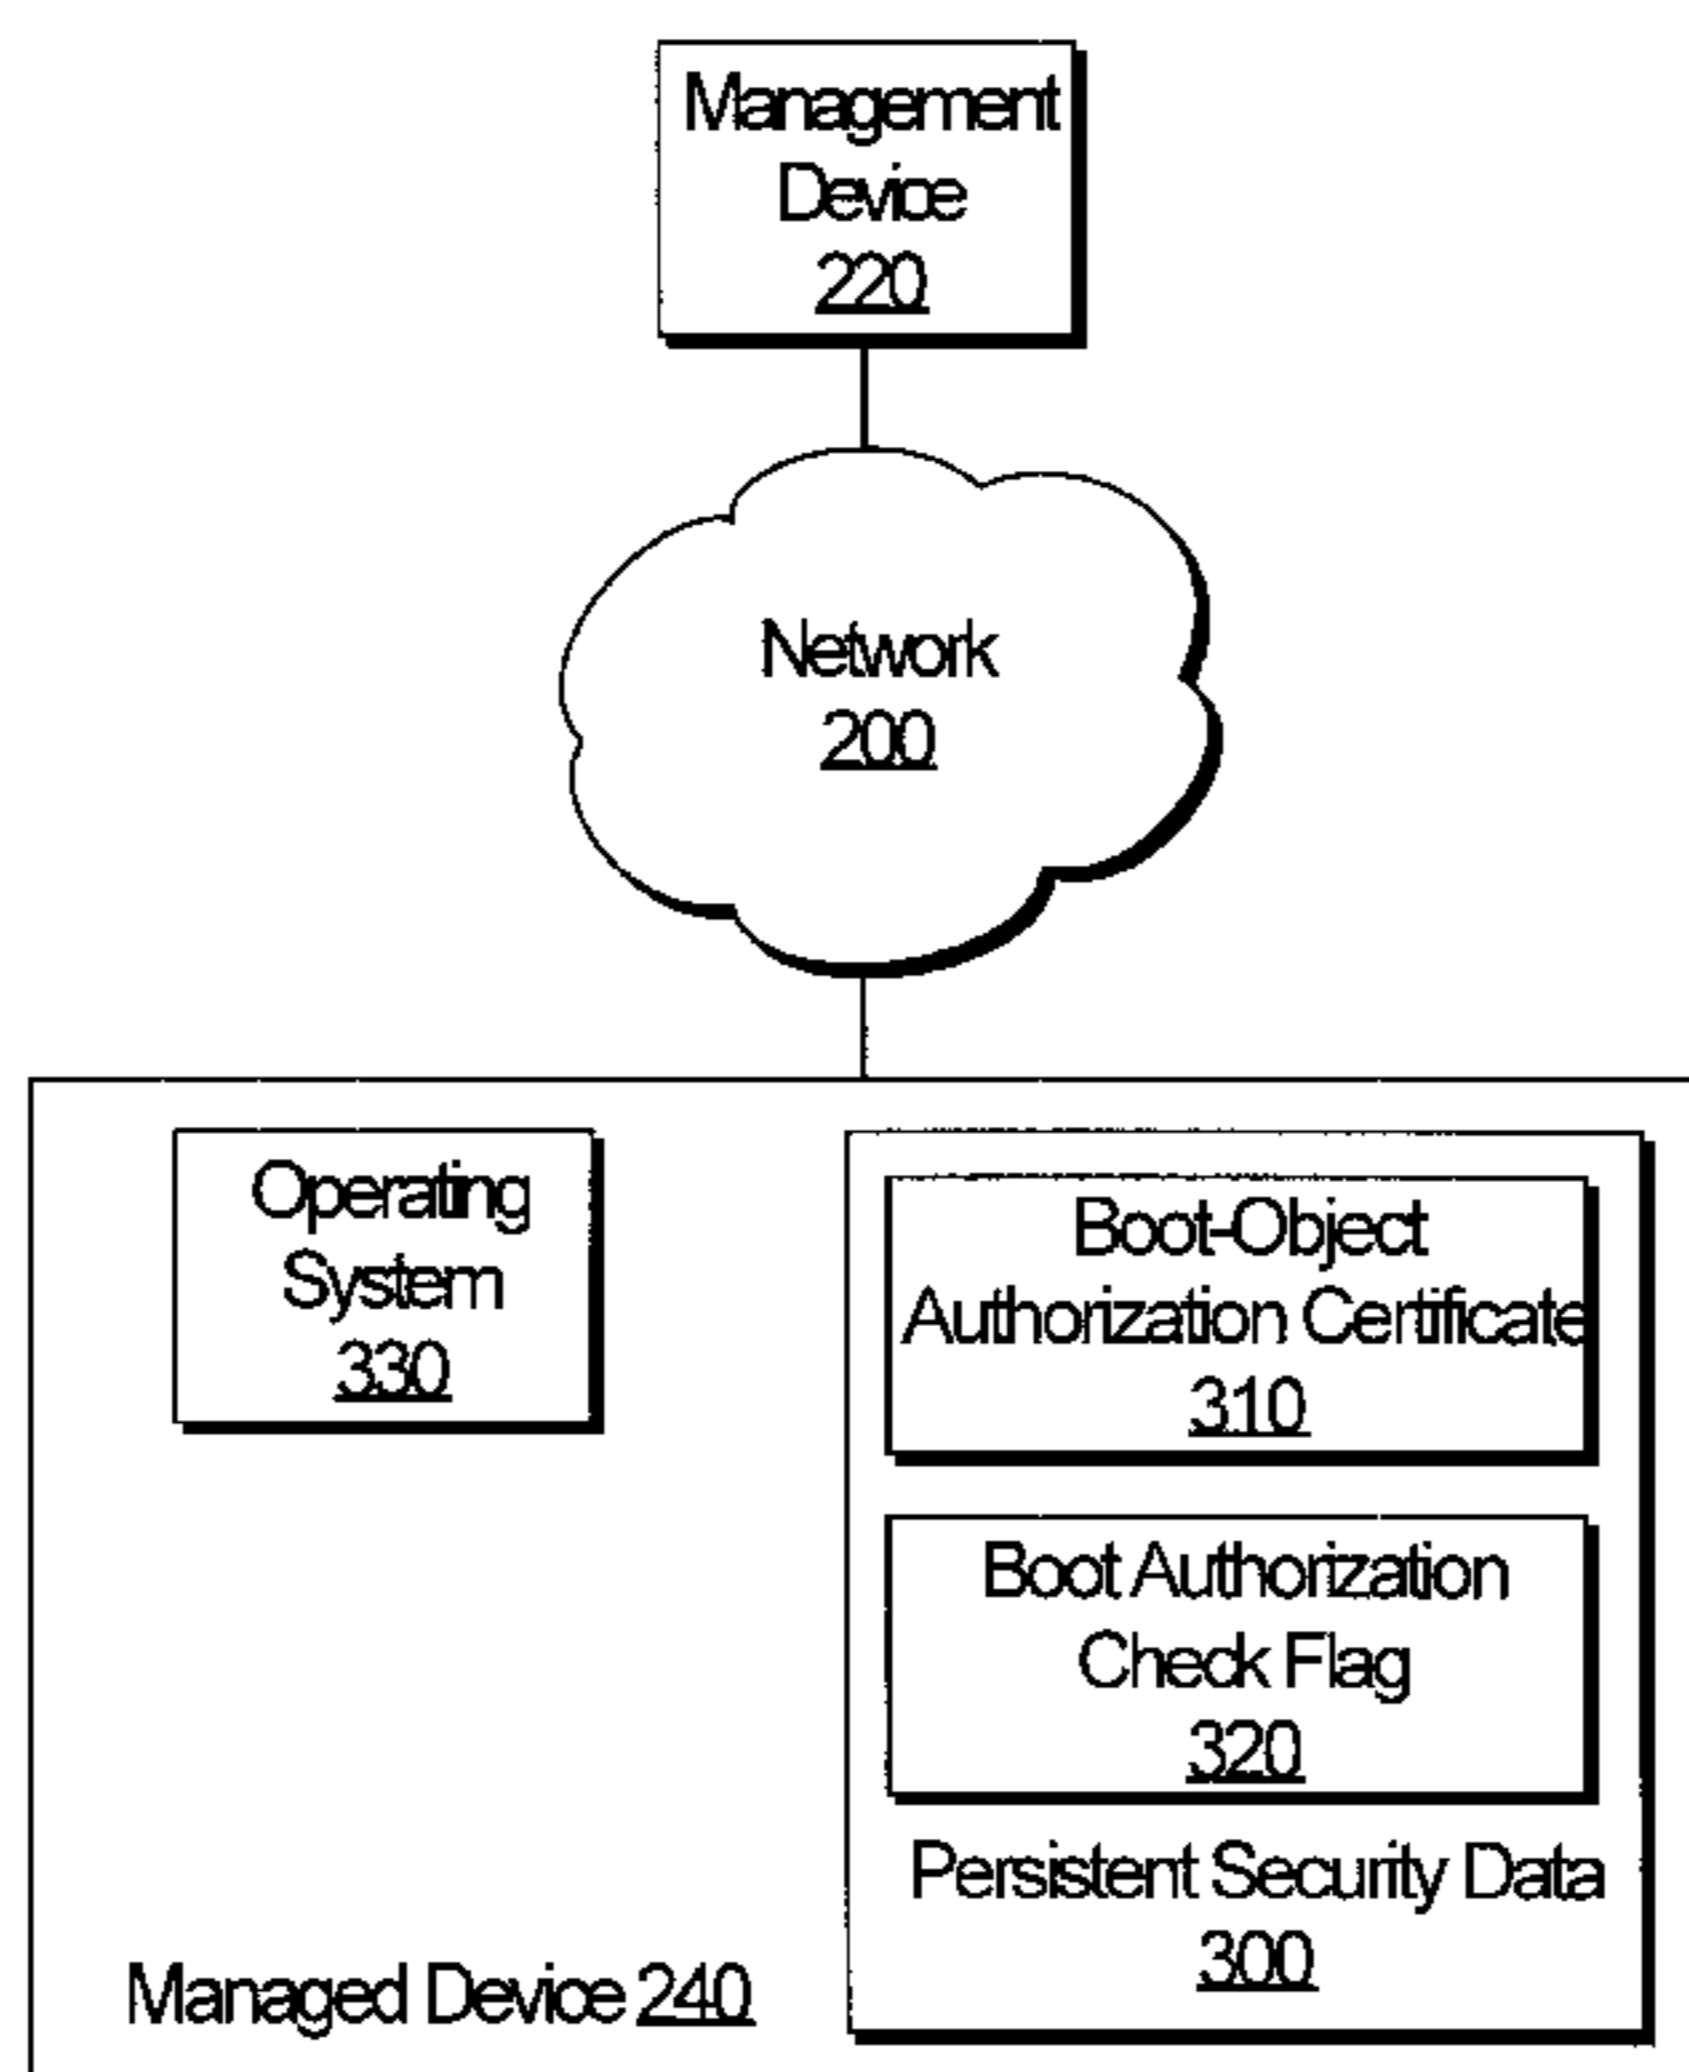 Management
Device
220
Network
200
Operating
System
330
Boot-Object
Authorization Certificate
310
Boot Authorization
Check Flag
320
Persistent Security Data
300
Managed Device 240